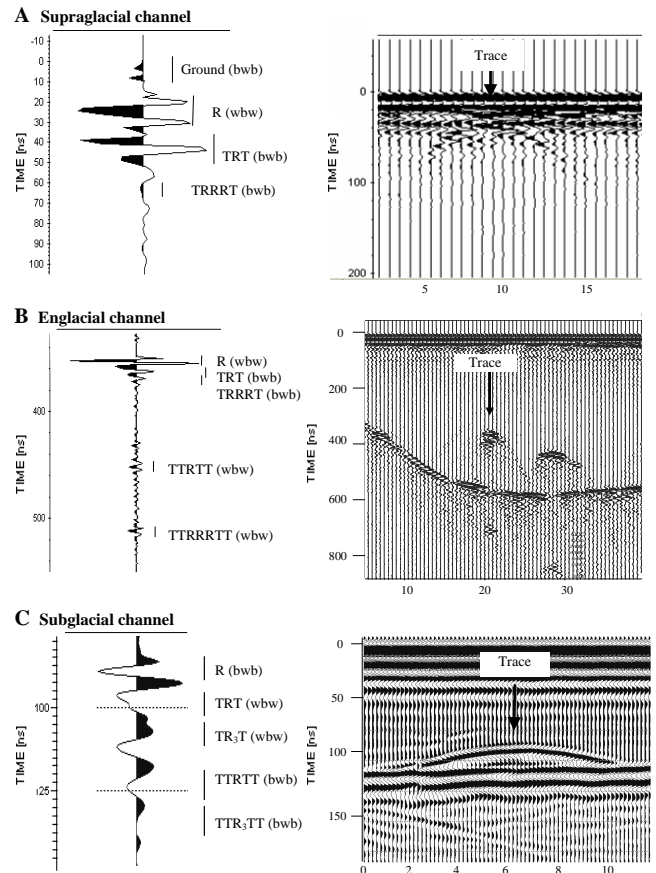 A Supraglacial channel
TIME [ns]
-10
0
10
20
30
40
50
60
70
80
90
100
Ground (bwb)
R (wbw)
TRT (bwb)
TRRRT (bwb)
TIME [ns]
0
100
200
Trace
5
10
15
B Englacial channel
TIME [ns]
400
500
R (wbw)
TRT (bwb)
TRRRT (bwb)
TTRTT (wbw)
TTRRRTT (wbw)
TIME [ns]
0
200
400
600
800
Trace
10
20
30
C Subglacial channel
TIME [ns]
100
125
R (bwb)
TRT (wbw)
TR₃T (wbw)
TTRTT (bwb)
TTR₃TT (bwb)
TIME [ns]
0
50
100
150
Trace
0
2
4
6
8
10